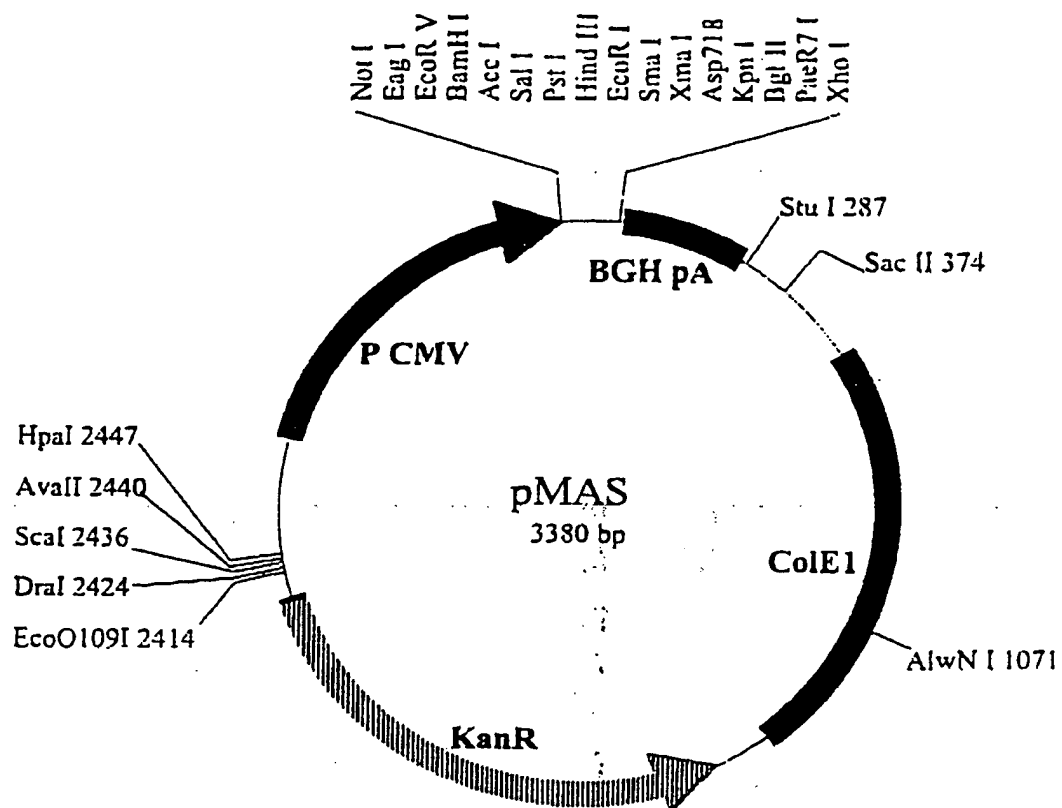 Not I
Eag I
EcoR V
BamH I
Acc I
Sal I
Pst I
Hind III
EcoR I
Sma I
Xma I
Asp718
Kpn I
Bgl II
PaeR7 I
Xho I
Stu I 287
Sac II 374
BGH pA
P CMV
HpaI 2447
AvaII 2440
ScaI 2436
DraI 2424
EcoO109I 2414
pMAS
3380 bp
ColE1
AlwN I 1071
KanR